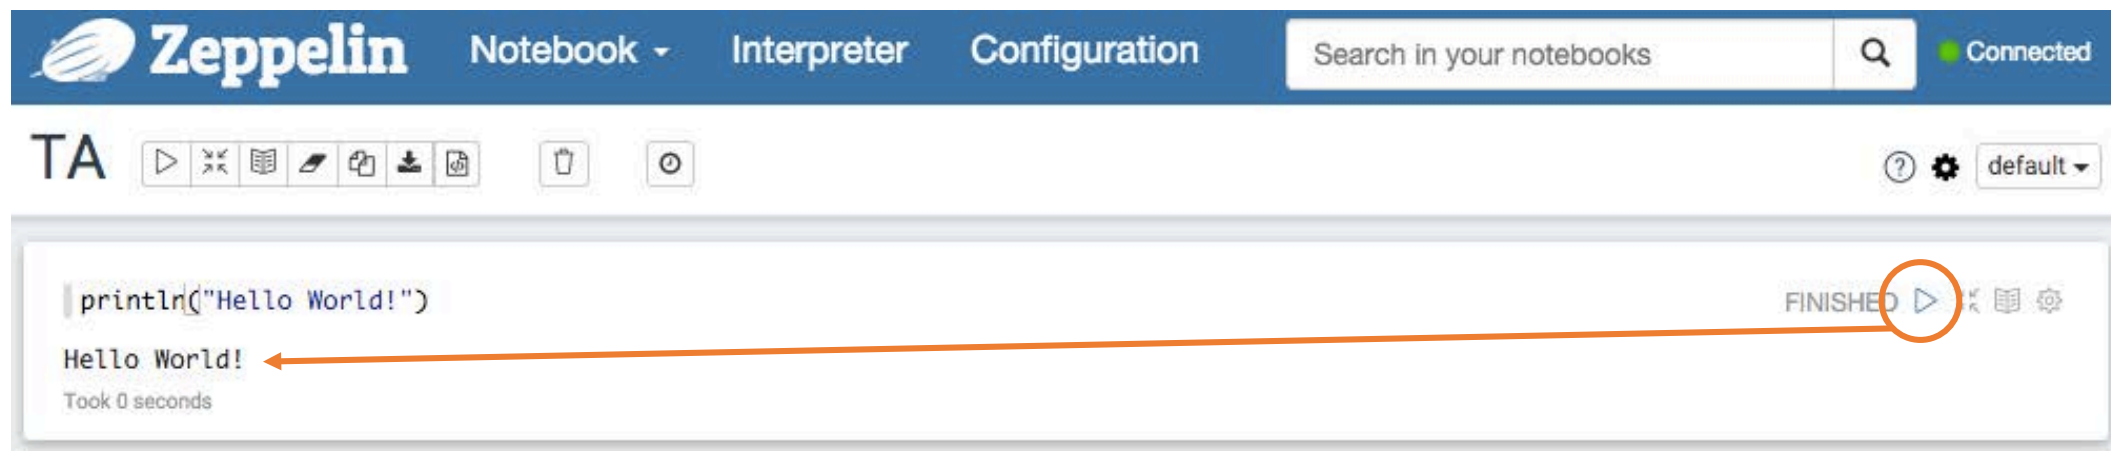 Zeppelin Notebook Interpreter Configuration Search in your notebooks Connected
TA default
println("Hello World!") FINISHED
Hello World!
Took 0 seconds